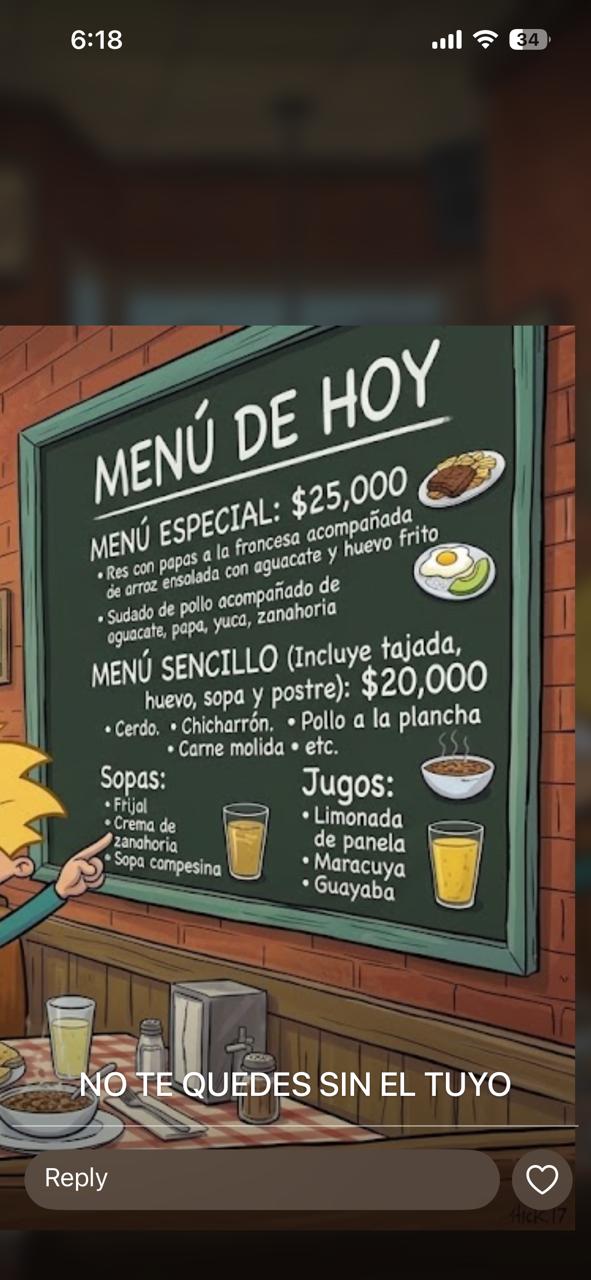 6:18
34
MENÚ DE HOY
MENÚ ESPECIAL: $25,000
• Res con papas a la francesa acompañada
de arroz ensalada con aguacate y huevo frito
• Sudado de pollo acompañado de
aguacate, papa, yuca, zanahoria
MENÚ SENCILLO (Incluye tajada,
huevo, sopa y postre): $20,000
• Cerdo. • Chicharrón. • Pollo a la plancha
• Carne molida • etc.
Sopas:
• Frijol
• Crema de
zanahoria
• Sopa campesina
Jugos:
• Limonada
de panela
• Maracuya
• Guayaba
NO TE QUEDES SIN EL TUYO
Reply